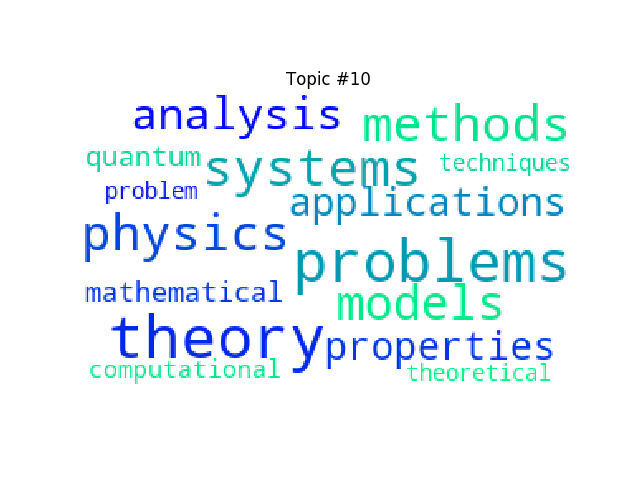 Topic #10
analysis methods
quantum systems techniques
problem applications
physics problems
mathematical models
theory properties
computational theoretical